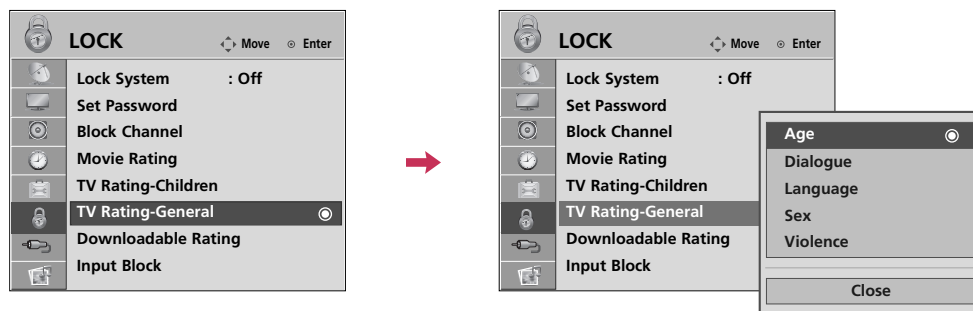 LOCK
Move Enter
Lock System : Off
Set Password
Block Channel
Movie Rating
TV Rating-Children
TV Rating-General
Downloadable Rating
Input Block
LOCK
Move Enter
Lock System : Off
Set Password
Block Channel
Movie Rating
TV Rating-Children
TV Rating-General
Downloadable Rating
Input Block
Age
Dialogue
Language
Sex
Violence
Close